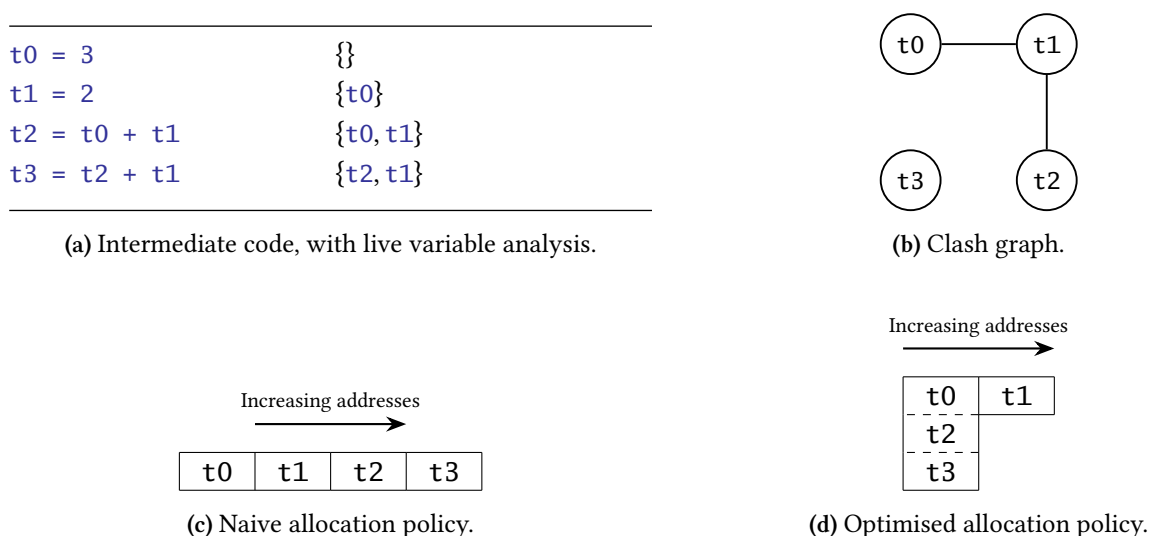 t0 = 3 {}
t1 = 2 {t0}
t2 = t0 + t1 {t0, t1}
t3 = t2 + t1 {t2, t1}
(a) Intermediate code, with live variable analysis.
t0 t1
t3 t2
(b) Clash graph.
Increasing addresses
t0 t1 t2 t3
(c) Naive allocation policy.
Increasing addresses
t0 t1
t2
t3
(d) Optimised allocation policy.